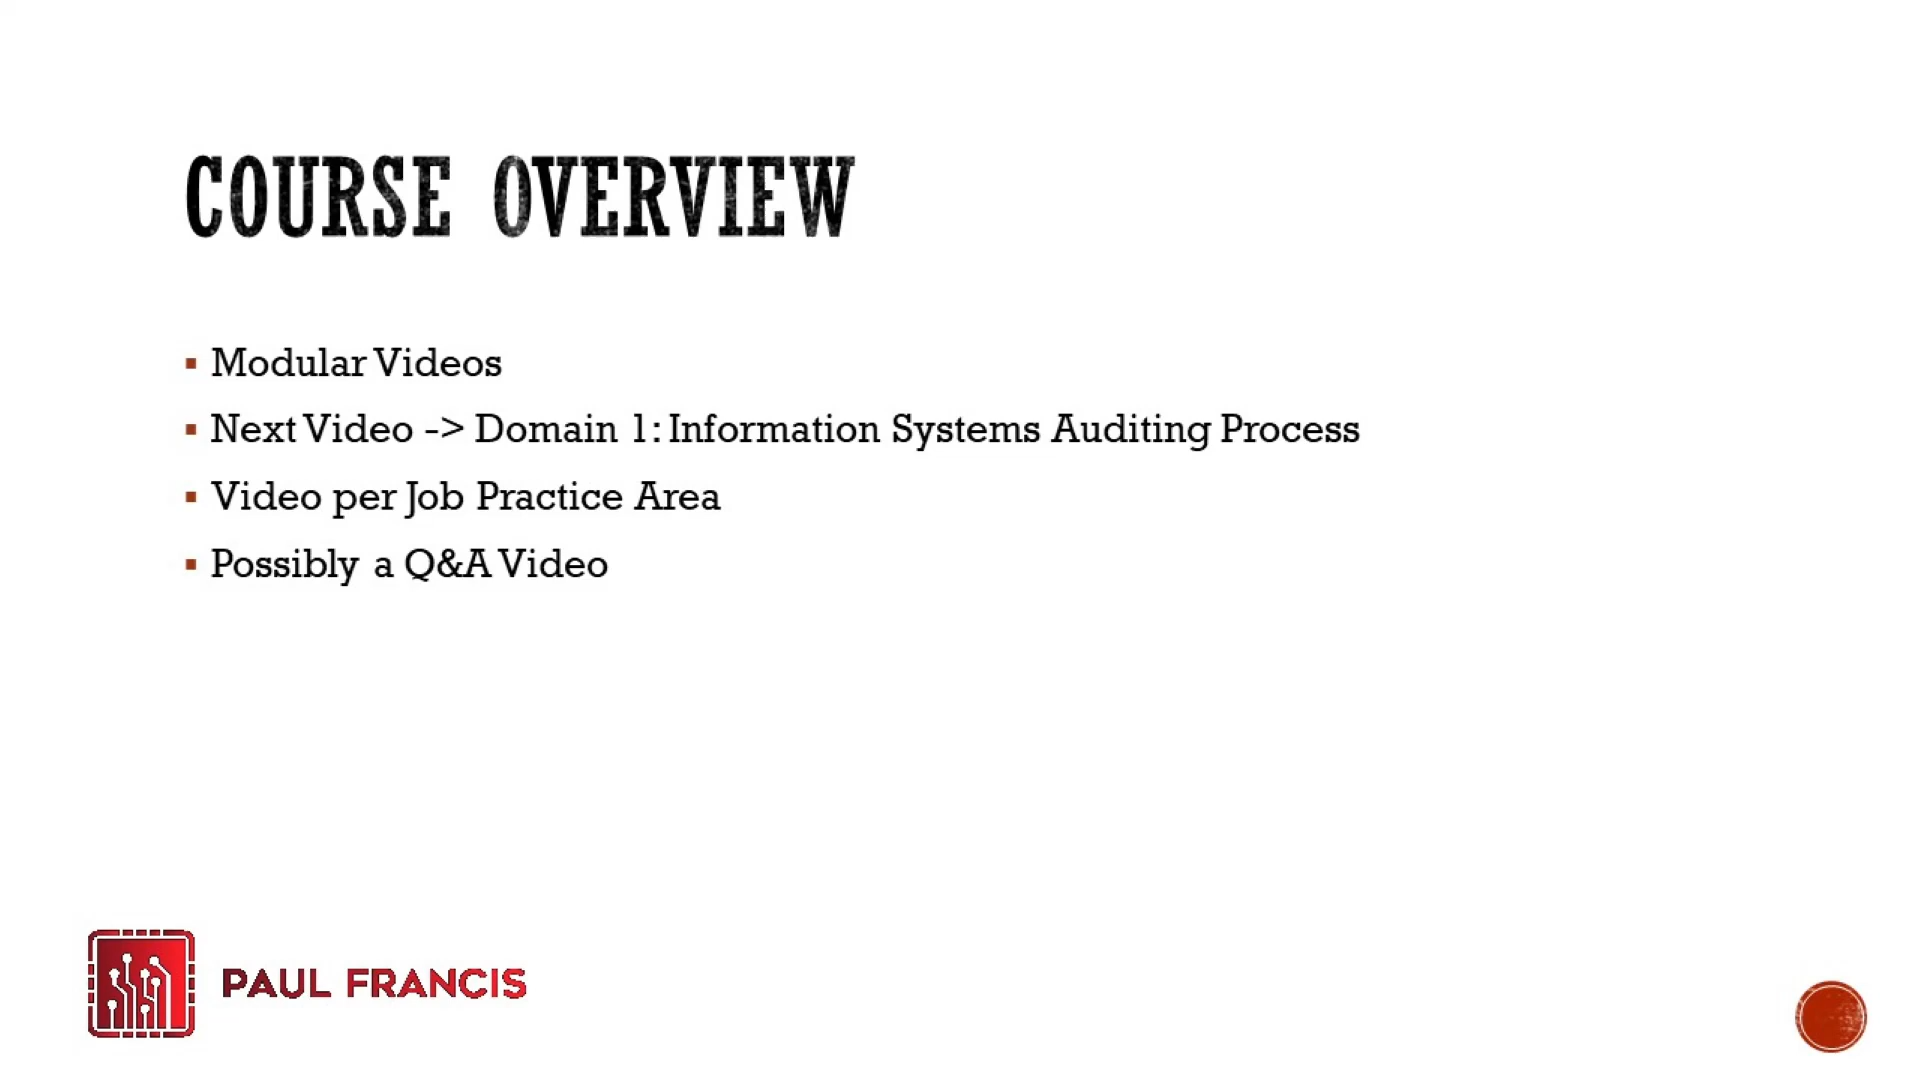 COURSE OVERVIEW
▪ Modular Videos
▪ Next Video -> Domain 1: Information Systems Auditing Process
▪ Video per Job Practice Area
▪ Possibly a Q&A Video
PAUL FRANCIS